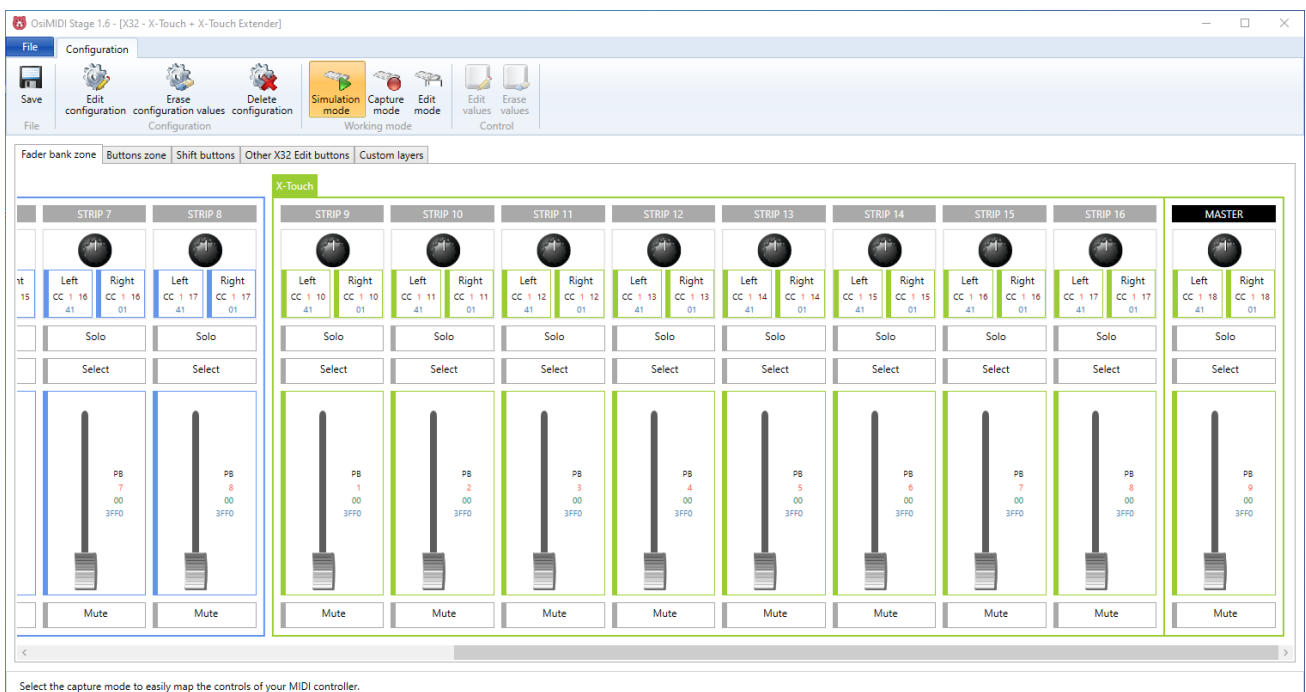 OsiMIDI Stage 1.6 - [X32 - X-Touch + X-Touch Extender]
File Configuration
Save Edit configuration Erase configuration values Delete configuration Simulation mode Capture mode Edit mode Edit values Erase values
File Configuration Working mode Control
Fader bank zone Buttons zone Shift buttons Other X32 Edit buttons Custom layers
X-Touch
STRIP 7 STRIP 8 STRIP 9 STRIP 10 STRIP 11 STRIP 12 STRIP 13 STRIP 14 STRIP 15 STRIP 16 MASTER
Left Right Left Right Left Right Left Right Left Right Left Right Left Right Left Right Left Right Left Right Left Right
15 CC 1 16 CC 1 16 CC 1 17 CC 1 17 CC 1 10 CC 1 10 CC 1 11 CC 1 11 CC 1 12 CC 1 12 CC 1 13 CC 1 13 CC 1 14 CC 1 14 CC 1 15 CC 1 15 CC 1 16 CC 1 16 CC 1 17 CC 1 17 CC 1 18 CC 1 18
41 01 41 01 41 01 41 01 41 01 41 01 41 01 41 01 41 01 41 01 41 01
Solo Solo Solo Solo Solo Solo Solo Solo Solo Solo Solo
Select Select Select Select Select Select Select Select Select Select Select
PB PB PB PB PB PB PB PB PB PB PB
7 8 1 2 3 4 5 6 7 8 9
00 00 00 00 00 00 00 00 00 00 00
3FF0 3FF0 3FF0 3FF0 3FF0 3FF0 3FF0 3FF0 3FF0 3FF0 3FF0
Mute Mute Mute Mute Mute Mute Mute Mute Mute Mute Mute
Select the capture mode to easily map the controls of your MIDI controller.